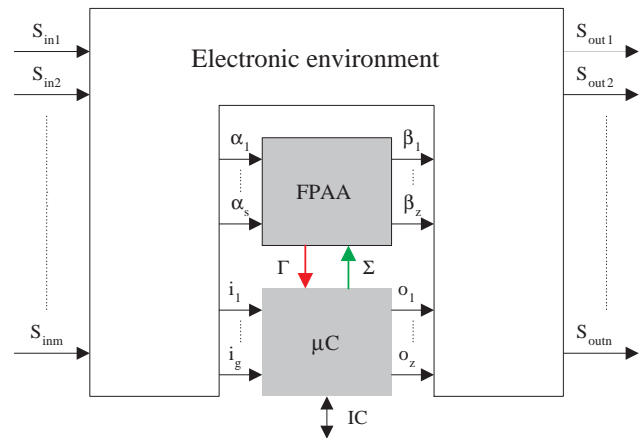 S_in1
S_out1
Electronic environment
S_in2
S_out2
α_1
β_1
FPAA
α_s
β_z
Γ
Σ
i_1
o_1
S_inm
S_outn
μC
i_g
o_z
IC